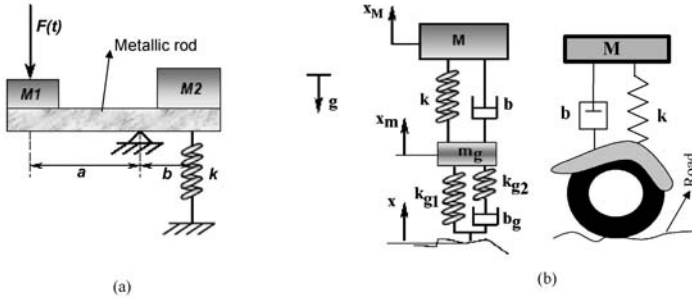 F(t)
Metallic rod
M1
M2
a
b
k
(a)
g
x_M
M
k
b
x_m
m_g
k_g1
k_g2
b_g
x
M
b
k
Road
(b)